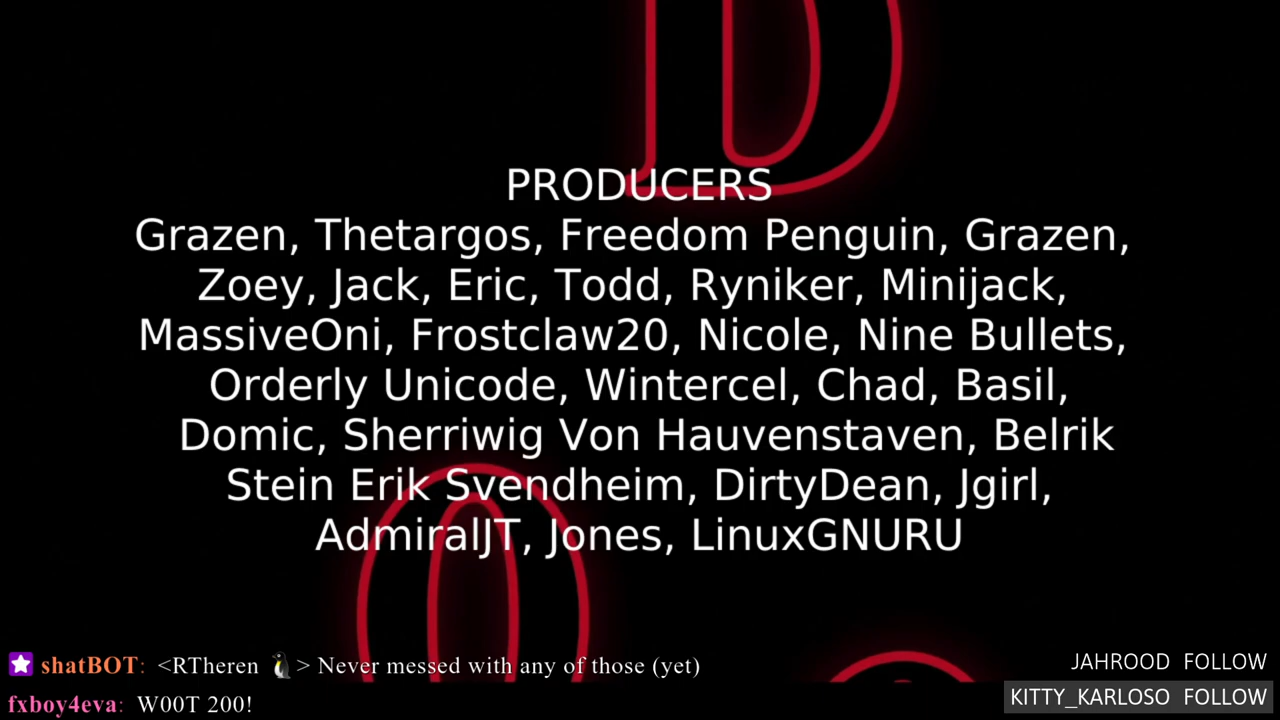 PRODUCERS
Grazen, Thetargos, Freedom Penguin, Grazen,
Zoey, Jack, Eric, Todd, Ryniker, Minijack,
MassiveOni, Frostclaw20, Nicole, Nine Bullets,
Orderly Unicode, Wintercel, Chad, Basil,
Domic, Sherriwig Von Hauvenstaven, Belrik
Stein Erik Svendheim, DirtyDean, Jgirl,
AdmiralJT, Jones, LinuxGNURU
shatBOT: <RTheren 🐧> Never messed with any of those (yet)
fxboy4eva: W00T 200!
JAHROOD FOLLOW
KITTY_KARLOSO FOLLOW